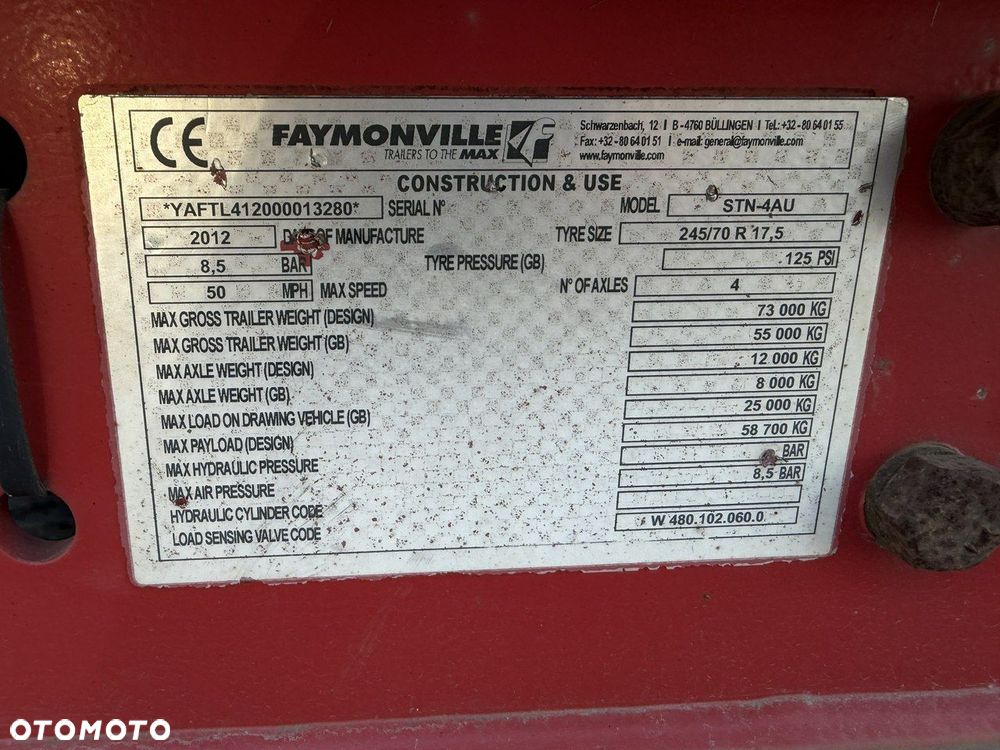 CE FAYMONVILLE TRAILERS TO THE MAX
Schwarzenbach, 12 I B - 4760 BÜLLINGEN I Tel.: +32 - 80 64 01 55
Fax: +32 - 80 64 01 51 I e-mail: general@faymonville.com
www.faymonville.com
CONSTRUCTION & USE
*YAFTL412000013280* SERIAL N° MODEL STN-4AU
2012 OF MANUFACTURE TYRE SIZE 245/70 R 17,5
8,5 BAR TYRE PRESSURE (GB) 125 PSI
50 MPH MAX SPEED N° OF AXLES 4
MAX GROSS TRAILER WEIGHT (DESIGN) 73 000 KG
MAX GROSS TRAILER WEIGHT (GB) 55 000 KG
MAX AXLE WEIGHT (DESIGN) 12 000 KG
MAX AXLE WEIGHT (GB) 8 000 KG
MAX LOAD ON DRAWING VEHICLE (GB) 25 000 KG
MAX PAYLOAD (DESIGN) 58 700 KG
MAX HYDRAULIC PRESSURE BAR
MAX AIR PRESSURE 8,5 BAR
HYDRAULIC CYLINDER CODE
LOAD SENSING VALVE CODE W 480.102.060.0
OTOMOTO